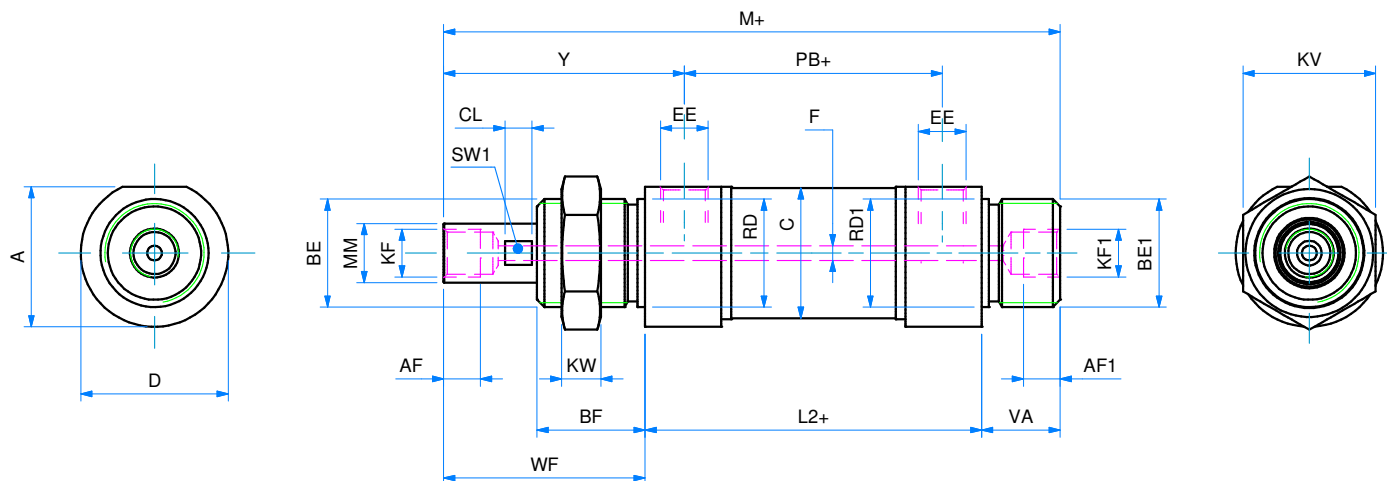 M+
Y
PB+
KV
CL
EE
F
EE
SW1
A
BE
MM
KF
RD
C
RD1
KF1
BE1
AF
KW
AF1
D
BF
L2+
VA
WF